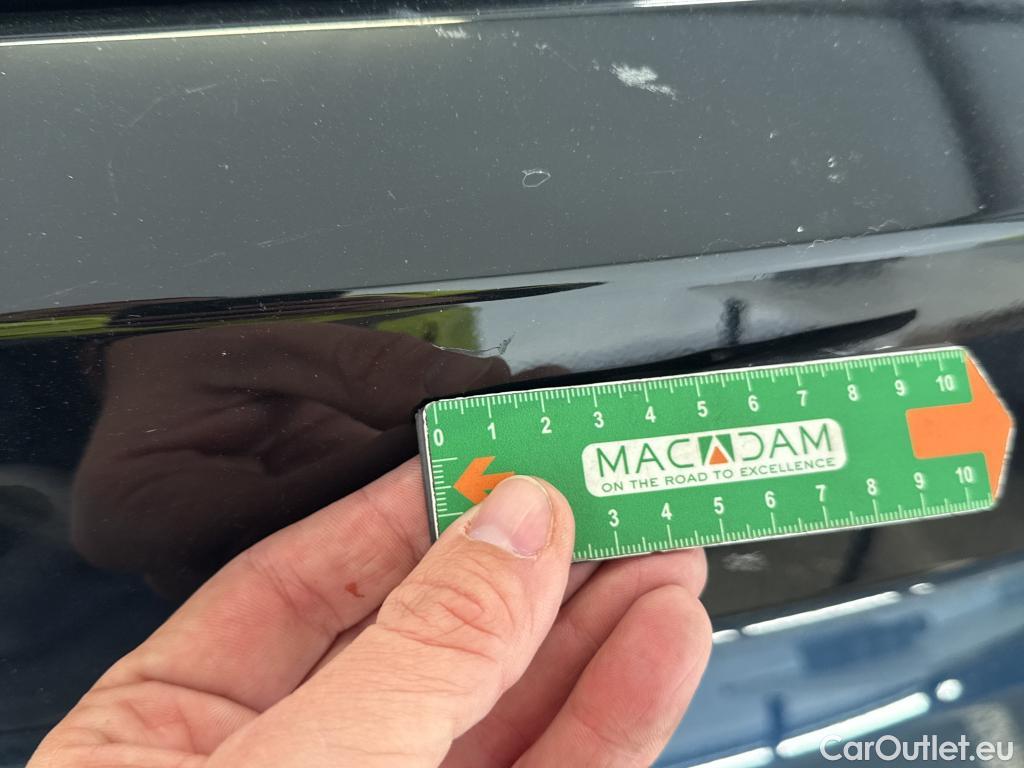 0 1 2 3 4 5 6 7 8 9 10
MACADAM
ON THE ROAD TO EXCELLENCE
3 4 5 6 7 8 9 10
CarOutlet.eu